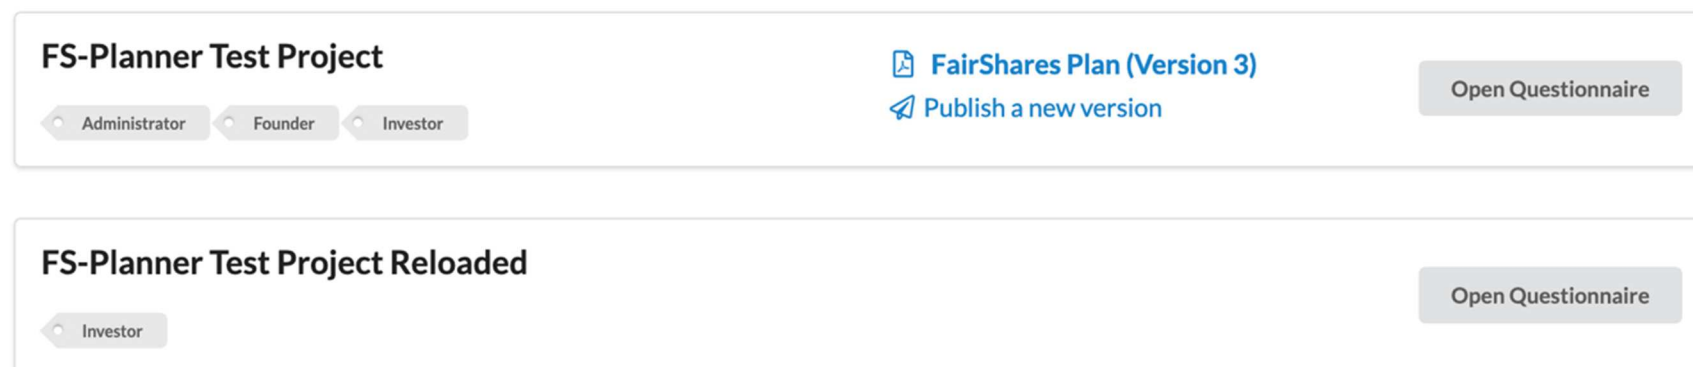 FS-Planner Test Project
FairShares Plan (Version 3)
Publish a new version
Open Questionnaire
Administrator Founder Investor
FS-Planner Test Project Reloaded
Open Questionnaire
Investor